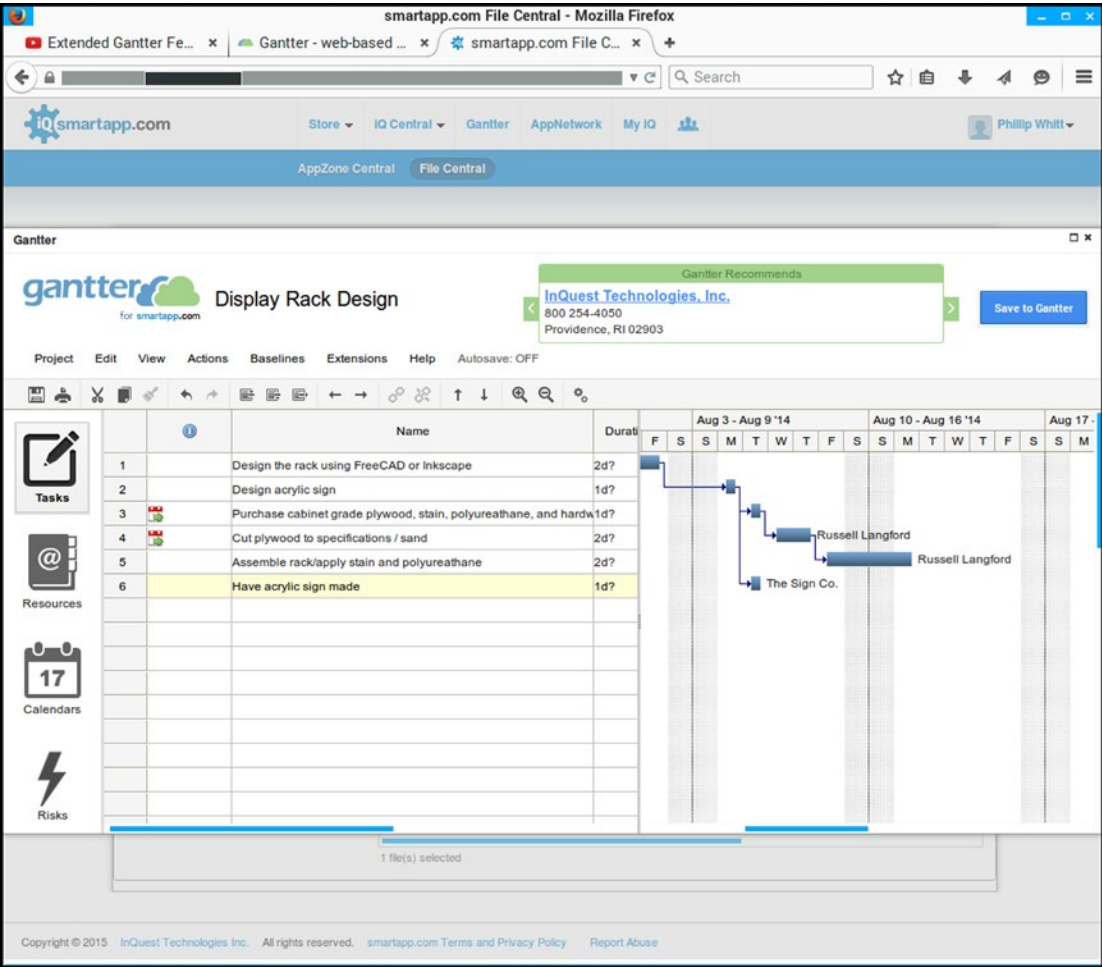 smartapp.com File Central - Mozilla Firefox
Extended Gantter Fe... Gantter - web-based ... smartapp.com File C...
Search
iQ smartapp.com Store IQ Central Gantter AppNetwork My IQ Phillip Whitt
AppZone Central File Central
Gantter
gantter for smartapp.com
Display Rack Design
Gantter Recommends
InQuest Technologies, Inc.
800 254-4050
Providence, RI 02903
Save to Gantter
Project Edit View Actions Baselines Extensions Help Autosave: OFF
Name Durati
Aug 3 - Aug 9 '14 Aug 10 - Aug 16 '14 Aug 17 -
F S S M T W T F S S M T W T F S S M
1 Design the rack using FreeCAD or Inkscape 2d?
2 Design acrylic sign 1d?
3 Purchase cabinet grade plywood, stain, polyureathane, and hardw 1d?
4 Cut plywood to specifications / sand 2d? Russell Langford
5 Assemble rack/apply stain and polyureathane 2d? Russell Langford
6 Have acrylic sign made 1d? The Sign Co.
Tasks
@
Resources
17
Calendars
Risks
1 file(s) selected
Copyright © 2015 InQuest Technologies Inc. All rights reserved. smartapp.com Terms and Privacy Policy Report Abuse